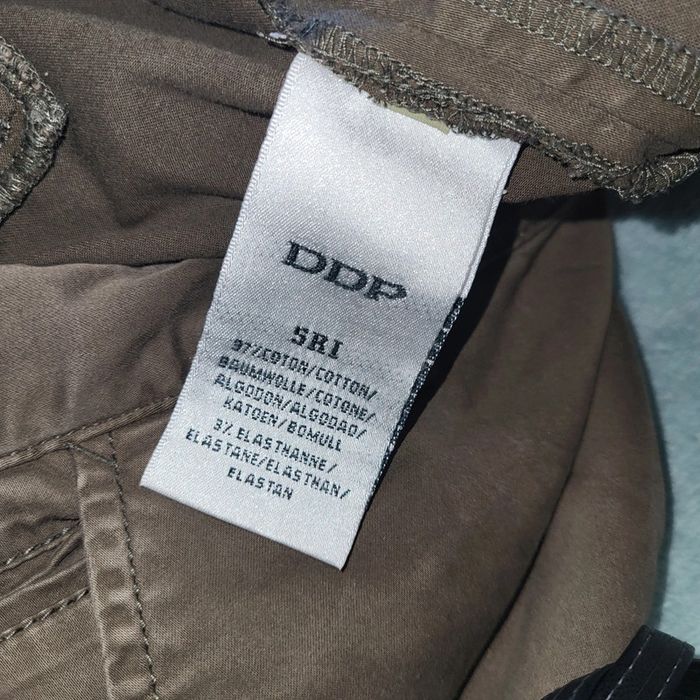 DDP
SRI
97%COTON/COTTON/
BAUMWOLLE/COTONE/
ALGODON/ALGODAO/
KATOEN/BOMULL
3% ELASTHANNE/
ELASTANE/ELASTHAN/
ELASTAN